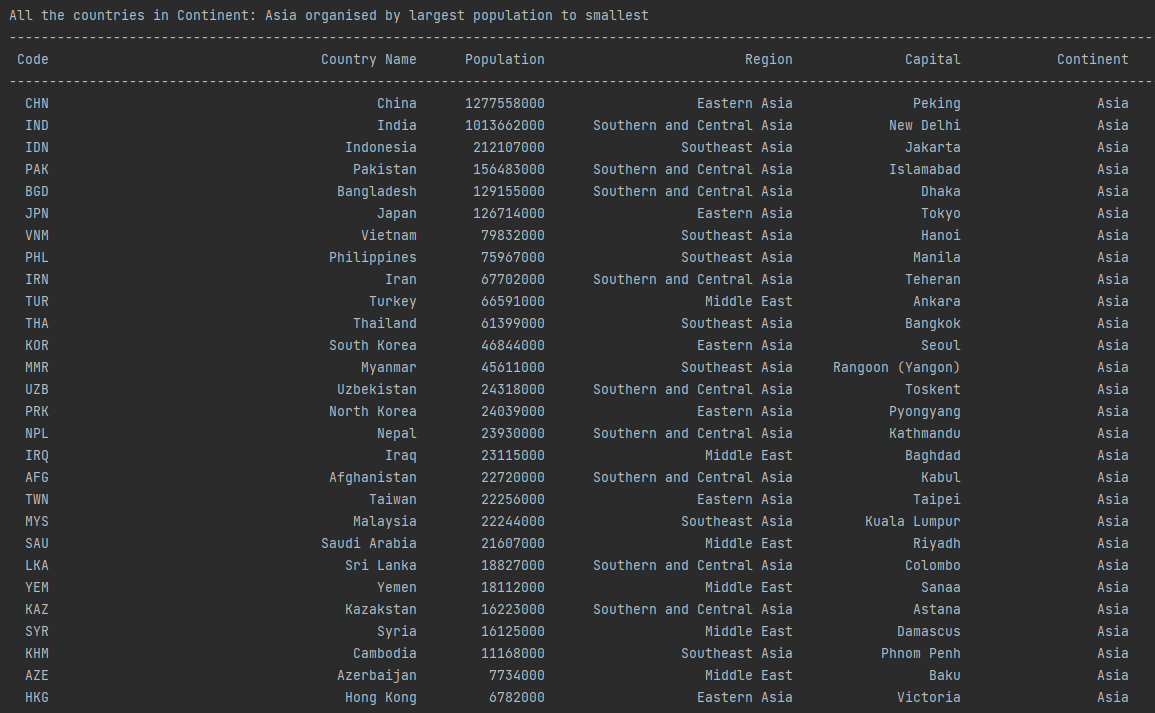 All the countries in Continent: Asia organised by largest population to smallest
-----------------------------------------------------------------------------------------------------------------------------------------------
Code Country Name Population Region Capital Continent
-----------------------------------------------------------------------------------------------------------------------------------------------
CHN China 1277558000 Eastern Asia Peking Asia
IND India 1013662000 Southern and Central Asia New Delhi Asia
IDN Indonesia 212107000 Southeast Asia Jakarta Asia
PAK Pakistan 156483000 Southern and Central Asia Islamabad Asia
BGD Bangladesh 129155000 Southern and Central Asia Dhaka Asia
JPN Japan 126714000 Eastern Asia Tokyo Asia
VNM Vietnam 79832000 Southeast Asia Hanoi Asia
PHL Philippines 75967000 Southeast Asia Manila Asia
IRN Iran 67702000 Southern and Central Asia Teheran Asia
TUR Turkey 66591000 Middle East Ankara Asia
THA Thailand 61399000 Southeast Asia Bangkok Asia
KOR South Korea 46844000 Eastern Asia Seoul Asia
MMR Myanmar 45611000 Southeast Asia Rangoon (Yangon) Asia
UZB Uzbekistan 24318000 Southern and Central Asia Toskent Asia
PRK North Korea 24039000 Eastern Asia Pyongyang Asia
NPL Nepal 23930000 Southern and Central Asia Kathmandu Asia
IRQ Iraq 23115000 Middle East Baghdad Asia
AFG Afghanistan 22720000 Southern and Central Asia Kabul Asia
TWN Taiwan 22256000 Eastern Asia Taipei Asia
MYS Malaysia 22244000 Southeast Asia Kuala Lumpur Asia
SAU Saudi Arabia 21607000 Middle East Riyadh Asia
LKA Sri Lanka 18827000 Southern and Central Asia Colombo Asia
YEM Yemen 18112000 Middle East Sanaa Asia
KAZ Kazakstan 16223000 Southern and Central Asia Astana Asia
SYR Syria 16125000 Middle East Damascus Asia
KHM Cambodia 11168000 Southeast Asia Phnom Penh Asia
AZE Azerbaijan 7734000 Middle East Baku Asia
HKG Hong Kong 6782000 Eastern Asia Victoria Asia